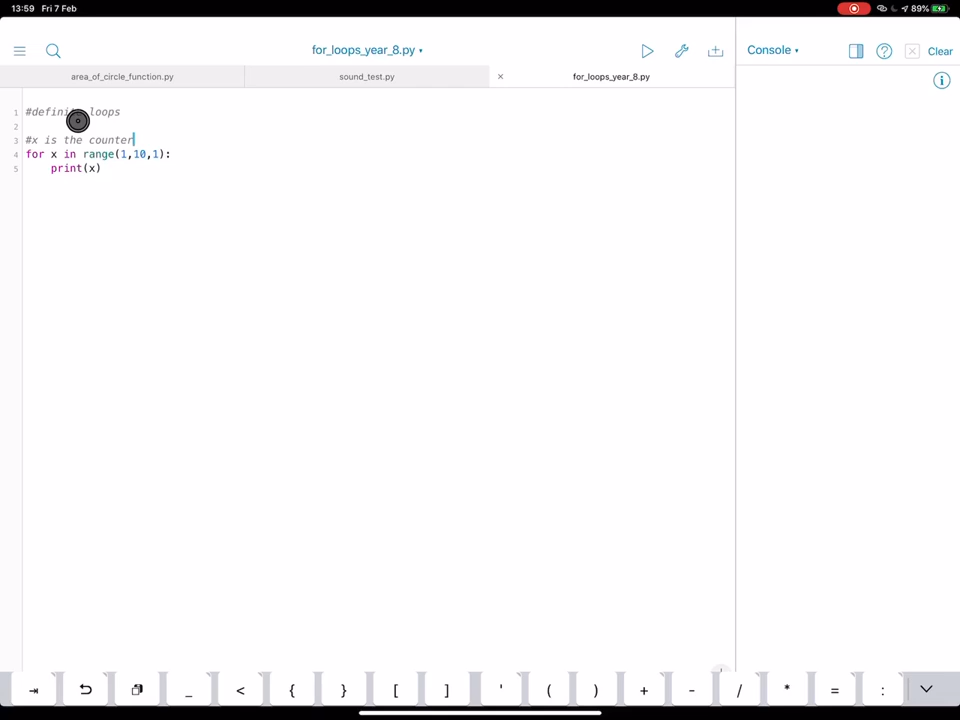 13:59 Fri 7 Feb 89%
for_loops_year_8.py Console Clear
area_of_circle_function.py sound_test.py for_loops_year_8.py
1 #definite loops
2
3 #x is the counter
4 for x in range(1,10,1):
5 print(x)
_ < { } [ ] ' ( ) + - / * = :